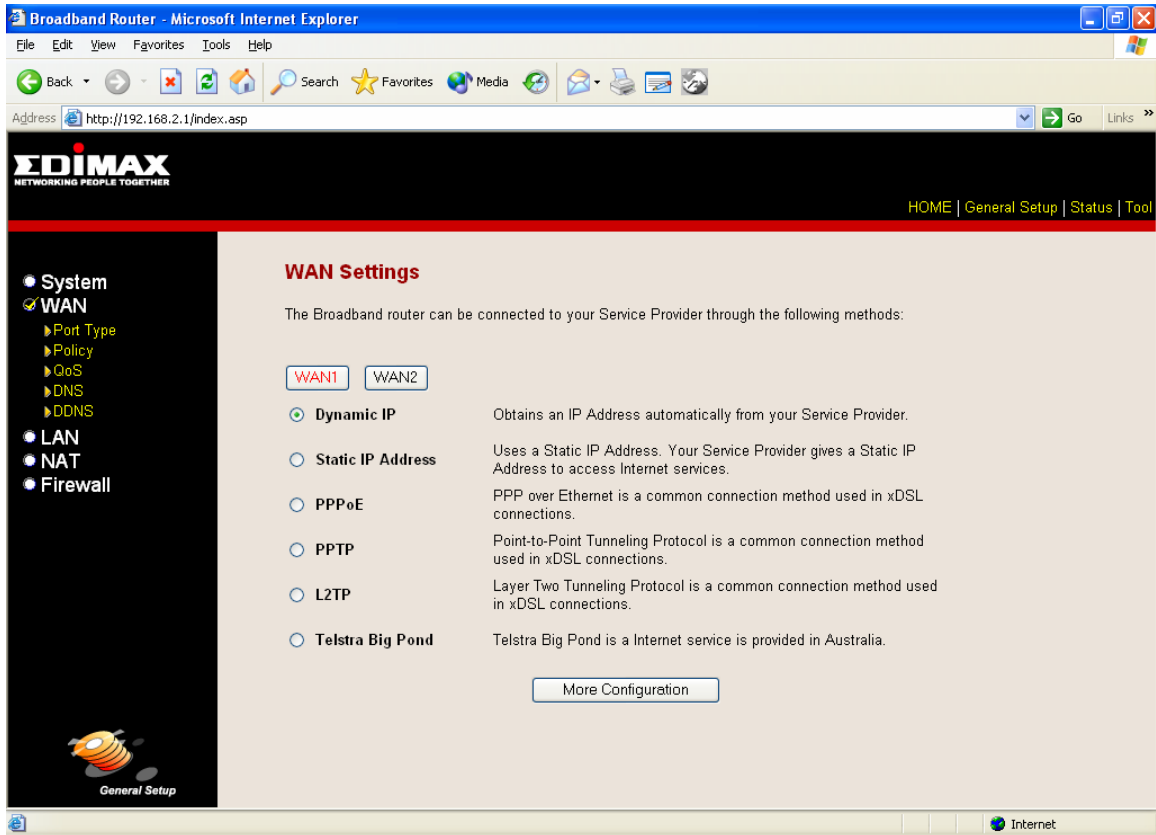 Broadband Router - Microsoft Internet Explorer
File Edit View Favorites Tools Help
Back Search Favorites Media
Address http://192.168.2.1/index.asp Go Links »
EDIMAX
NETWORKING PEOPLE TOGETHER
HOME | General Setup | Status | Tool
System
WAN
Port Type
Policy
QoS
DNS
DDNS
LAN
NAT
Firewall
General Setup
WAN Settings
The Broadband router can be connected to your Service Provider through the following methods:
WAN1 WAN2
Dynamic IP Obtains an IP Address automatically from your Service Provider.
Static IP Address Uses a Static IP Address. Your Service Provider gives a Static IP
Address to access Internet services.
PPPoE PPP over Ethernet is a common connection method used in xDSL
connections.
PPTP Point-to-Point Tunneling Protocol is a common connection method
used in xDSL connections.
L2TP Layer Two Tunneling Protocol is a common connection method used
in xDSL connections.
Telstra Big Pond Telstra Big Pond is a Internet service is provided in Australia.
More Configuration
Internet